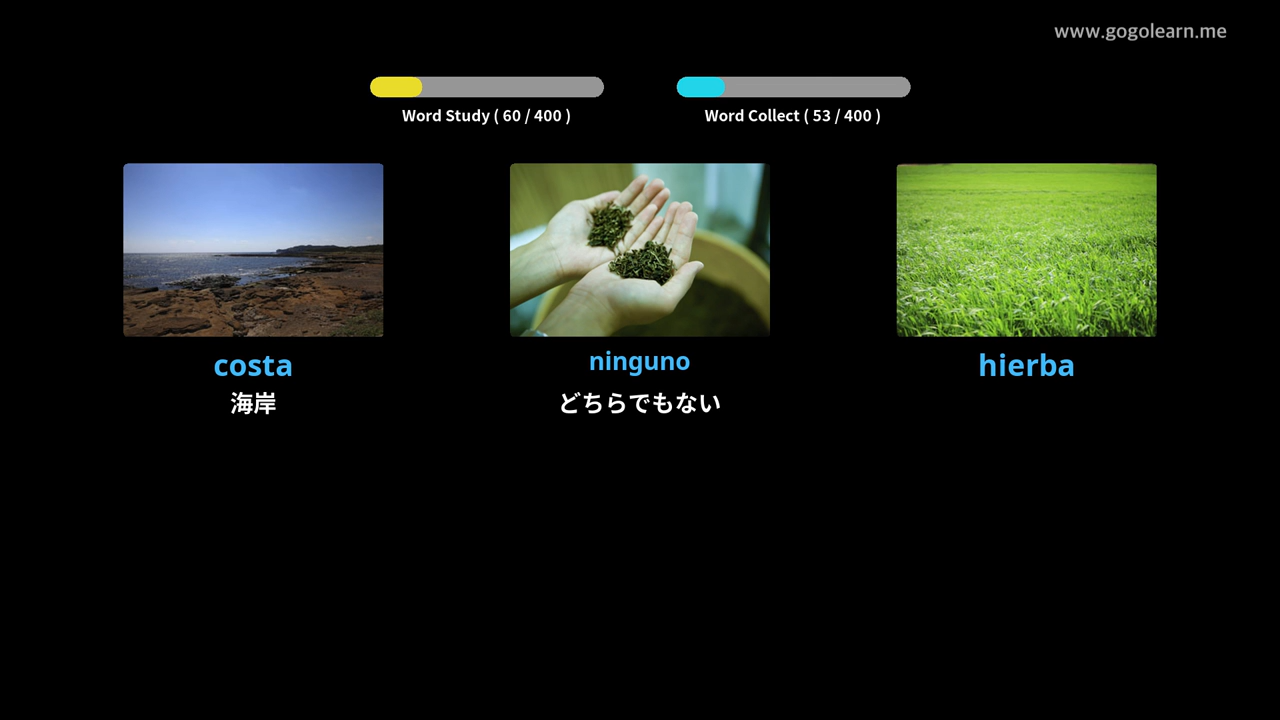 www.gogolearn.me
Word Study ( 60 / 400 )
Word Collect ( 53 / 400 )
costa
海岸
ninguno
どちらでもない
hierba